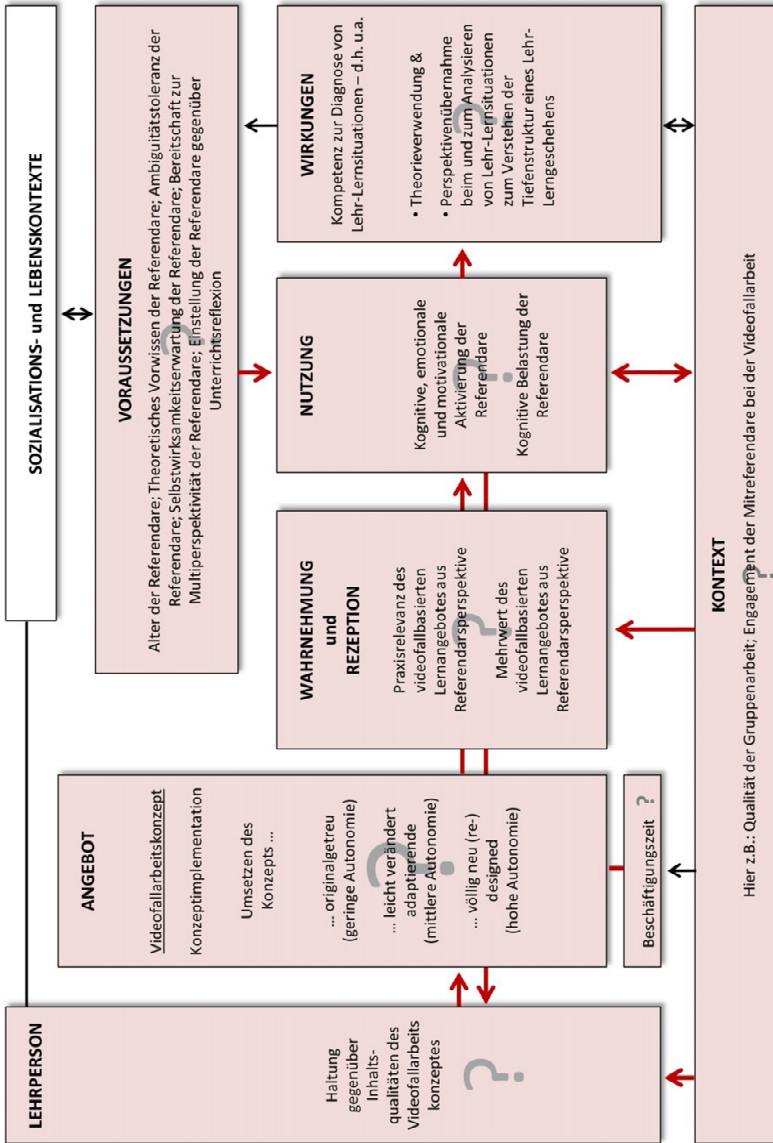 SOZIALISATIONS- und LEBENSKONTEXTE
LEHRPERSON
Haltung
gegenüber
Inhalts-
qualitäten des
Videofallarbeits
konzeptes
?
ANGEBOT
Videofallarbeitskonzept
Konzeptimplementation
Umsetzen des
Konzepts ...
... originalgetreu
(geringe Autonomie)
... leicht verändert
adaptierende
(mittlere Autonomie)
... völlig neu (re-)
designed
(hohe Autonomie)
?
Beschäftigungszeit ?
VORAUSSETZUNGEN
Alter der Referendare; Theoretisches Vorwissen der Referendare; Ambiguitätstoleranz der
Referendare; Selbstwirksamkeitserwartung der Referendare; Bereitschaft zur
Multiperspektivität der Referendare; Einstellung der Referendare gegenüber
Unterrichtsreflexion
?
WAHRNEHMUNG
und
REZEPTION
Praxisrelevanz des
videofallbasierten
Lernangebotes aus
Referendarsperspektive
Mehrwert des
videofallbasierten
Lernangebotes aus
Referendarsperspektive
?
NUTZUNG
Kognitive, emotionale
und motivationale
Aktivierung der
Referendare
Kognitive Belastung der
Referendare
?
WIRKUNGEN
Kompetenz zur Diagnose von
Lehr-Lernsituationen – d.h. u.a.
• Theorieverwendung &
• Perspektivenübernahme
beim und zum Analysieren
von Lehr-Lernsituationen
zum Verstehen der
Tiefenstruktur eines Lehr-
Lerngeschehens
?
KONTEXT
Hier z.B.: Qualität der Gruppenarbeit; Engagement der Mitreferendare bei der Videofallarbeit
?